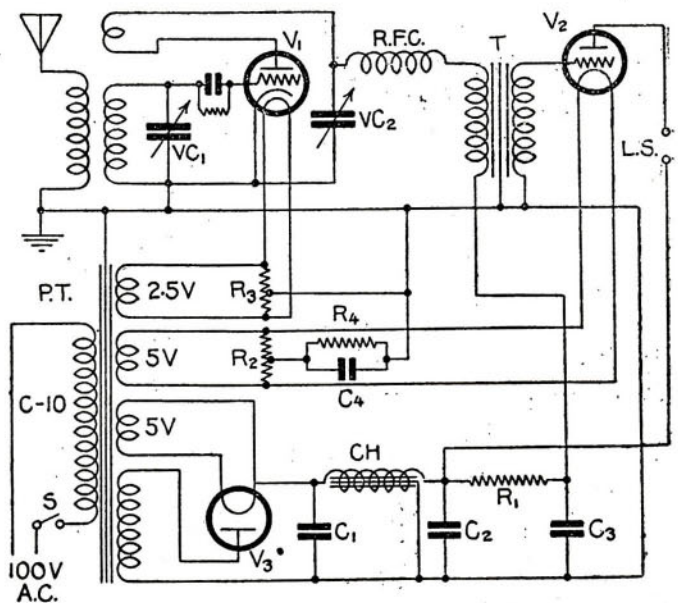 V1
V2
R.F.C.
T
VC1
VC2
L.S.
P.T.
2.5V
R3
R4
5V
R2
C-10
C4
5V
CH
S
R1
V3
C1
C2
C3
100V
A.C.